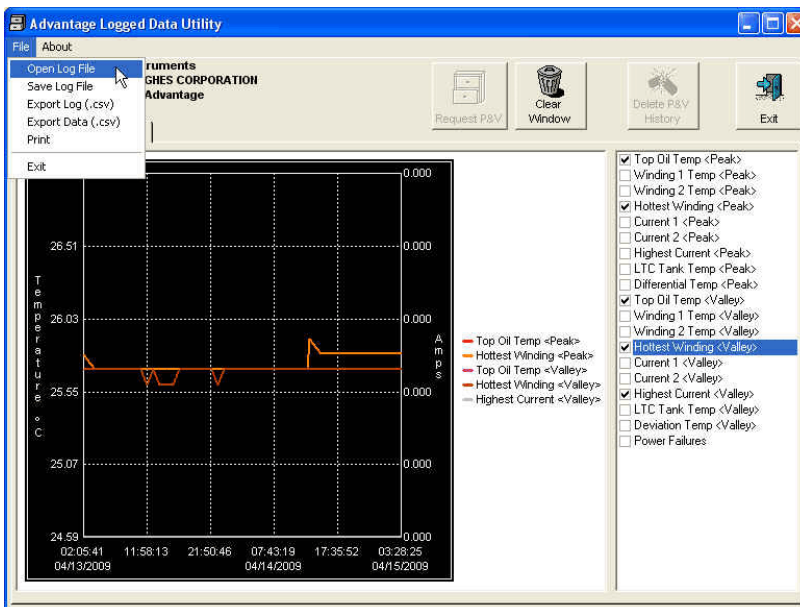 Advantage Logged Data Utility
File About
Open Log File
Save Log File
Export Log (.csv)
Export Data (.csv)
Print
Exit
ruments
GHES CORPORATION
Advantage
Request P&V
Clear Window
Delete P&V History
Exit
0.000
26.51
0.000
26.03
0.000
25.55
0.000
25.07
0.000
24.59
0.000
Temperature °C
Amps
02:05:41 11:58:13 21:50:46 07:43:19 17:35:52 03:28:25
04/13/2009 04/14/2009 04/15/2009
Top Oil Temp <Peak>
Hottest Winding <Peak>
Top Oil Temp <Valley>
Hottest Winding <Valley>
Highest Current <Valley>
Top Oil Temp <Peak>
Winding 1 Temp <Peak>
Winding 2 Temp <Peak>
Hottest Winding <Peak>
Current 1 <Peak>
Current 2 <Peak>
Highest Current <Peak>
LTC Tank Temp <Peak>
Differential Temp <Peak>
Top Oil Temp <Valley>
Winding 1 Temp <Valley>
Winding 2 Temp <Valley>
Hottest Winding <Valley>
Current 1 <Valley>
Current 2 <Valley>
Highest Current <Valley>
LTC Tank Temp <Valley>
Deviation Temp <Valley>
Power Failures